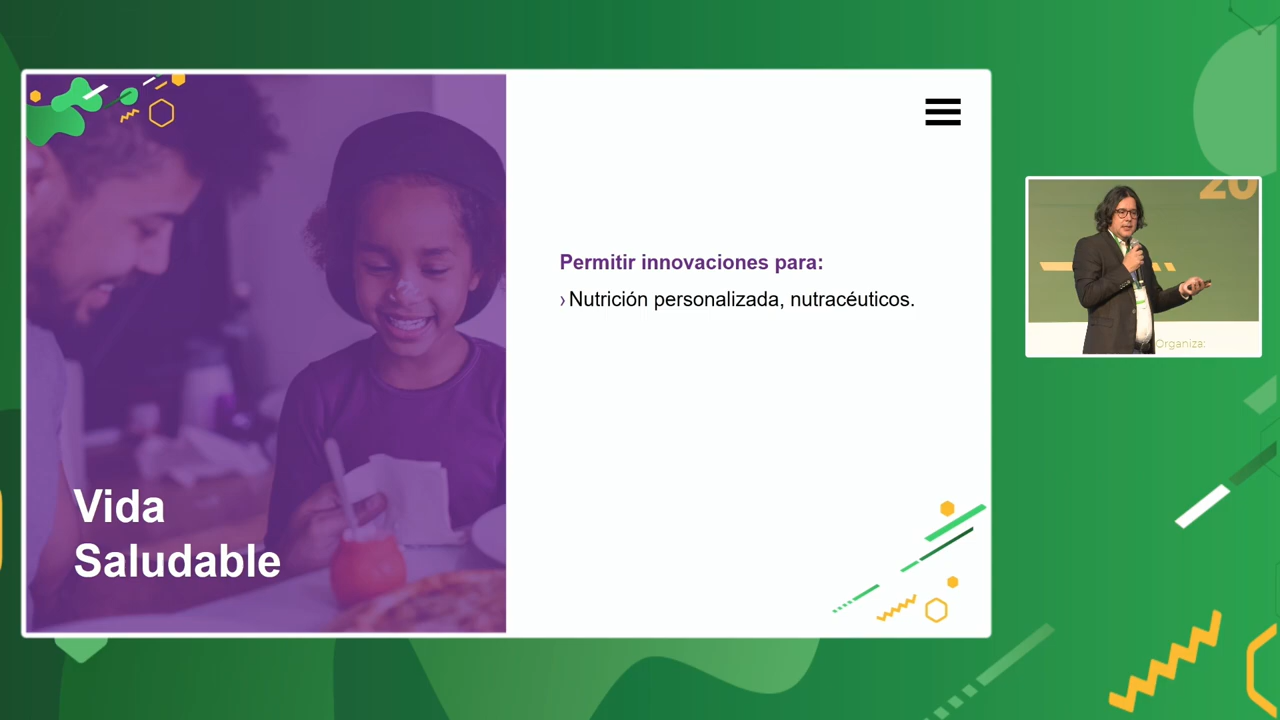 Vida
Saludable
Permitir innovaciones para:
› Nutrición personalizada, nutracéuticos.
20
Organiza: